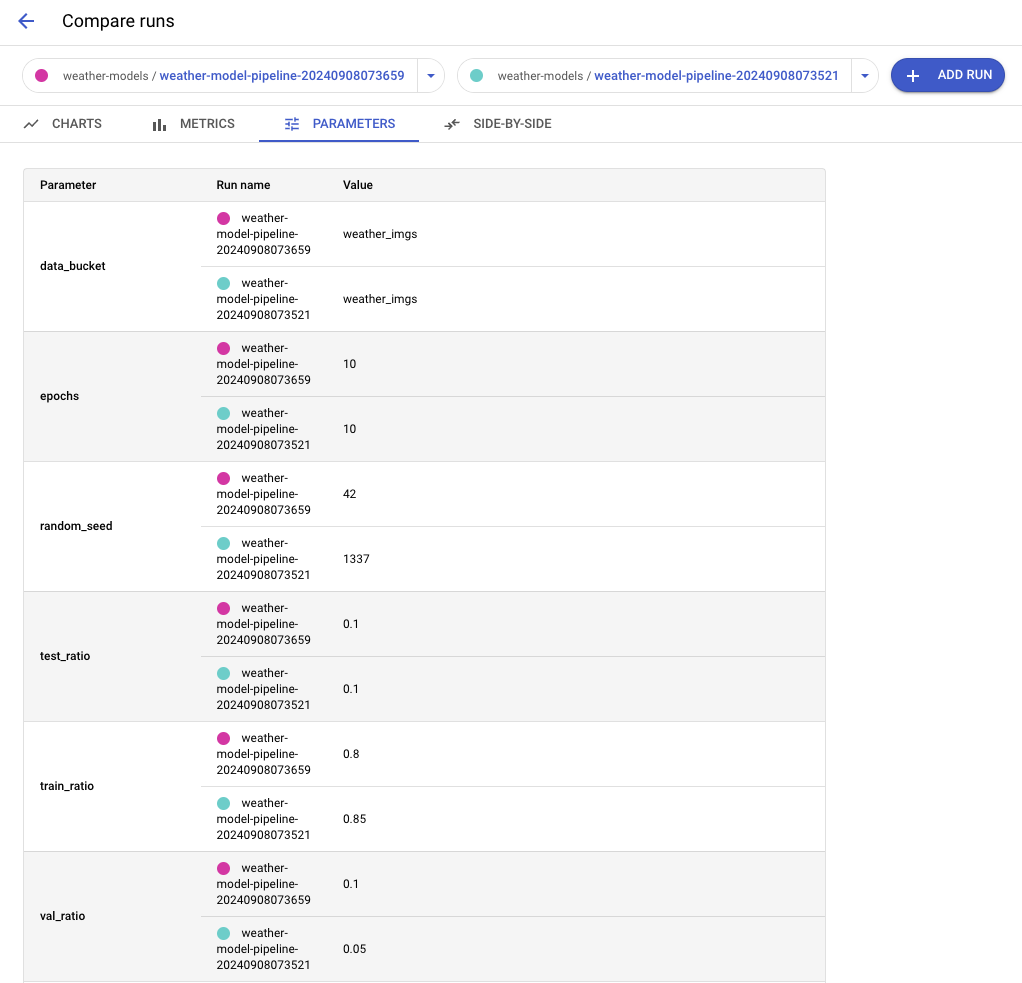 Compare runs
weather-models / weather-model-pipeline-20240908073659
weather-models / weather-model-pipeline-20240908073521
+ ADD RUN
CHARTS
METRICS
PARAMETERS
SIDE-BY-SIDE
Parameter Run name Value
data_bucket
weather-
model-pipeline-
20240908073659
weather_imgs
weather-
model-pipeline-
20240908073521
weather_imgs
epochs
weather-
model-pipeline-
20240908073659
10
weather-
model-pipeline-
20240908073521
10
random_seed
weather-
model-pipeline-
20240908073659
42
weather-
model-pipeline-
20240908073521
1337
test_ratio
weather-
model-pipeline-
20240908073659
0.1
weather-
model-pipeline-
20240908073521
0.1
train_ratio
weather-
model-pipeline-
20240908073659
0.8
weather-
model-pipeline-
20240908073521
0.85
val_ratio
weather-
model-pipeline-
20240908073659
0.1
weather-
model-pipeline-
20240908073521
0.05